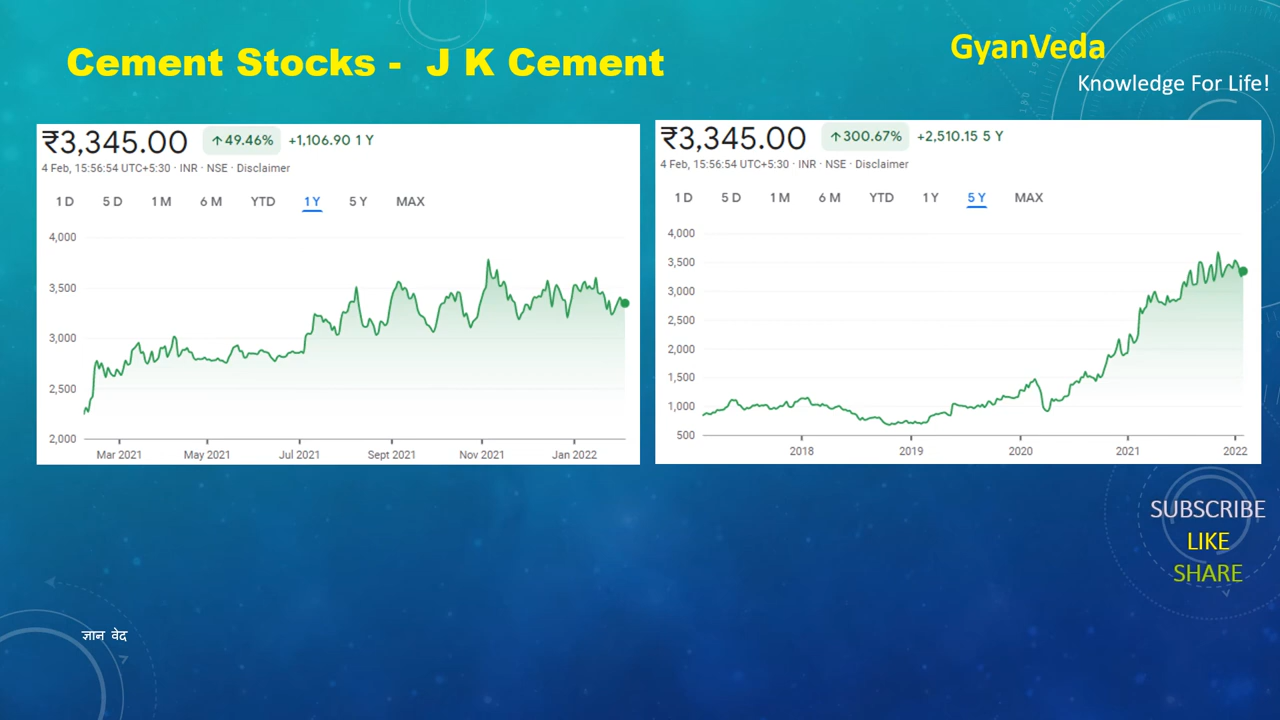 Cement Stocks - J K Cement
GyanVeda
Knowledge For Life!
₹3,345.00 ↑49.46% +1,106.90 1 Y
4 Feb, 15:56:54 UTC+5:30 · INR · NSE · Disclaimer
1 D 5 D 1 M 6 M YTD 1 Y 5 Y MAX
4,000
3,500
3,000
2,500
2,000
Mar 2021 May 2021 Jul 2021 Sept 2021 Nov 2021 Jan 2022
₹3,345.00 ↑300.67% +2,510.15 5 Y
4 Feb, 15:56:54 UTC+5:30 · INR · NSE · Disclaimer
1 D 5 D 1 M 6 M YTD 1 Y 5 Y MAX
4,000
3,500
3,000
2,500
2,000
1,500
1,000
500
2018 2019 2020 2021 2022
SUBSCRIBE
LIKE
SHARE
ज्ञान वेद